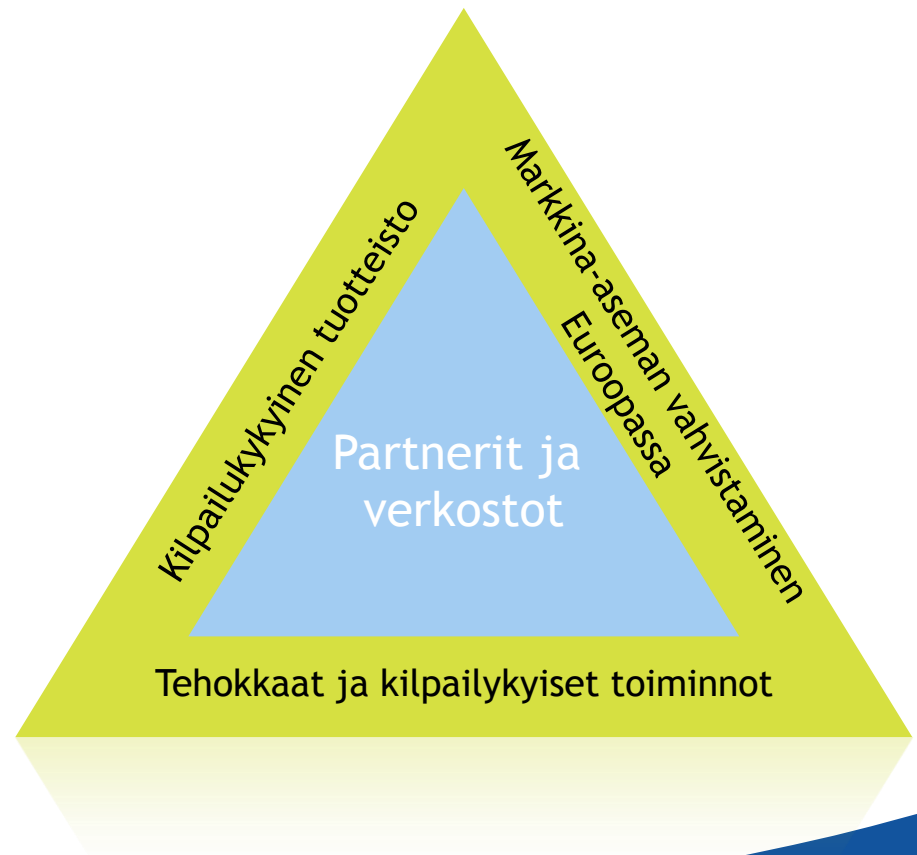 Kilpailukykyinen tuotteisto
Markkina-aseman vahvistaminen
Euroopassa
Partnerit ja
verkostot
Tehokkaat ja kilpailykyiset toiminnot